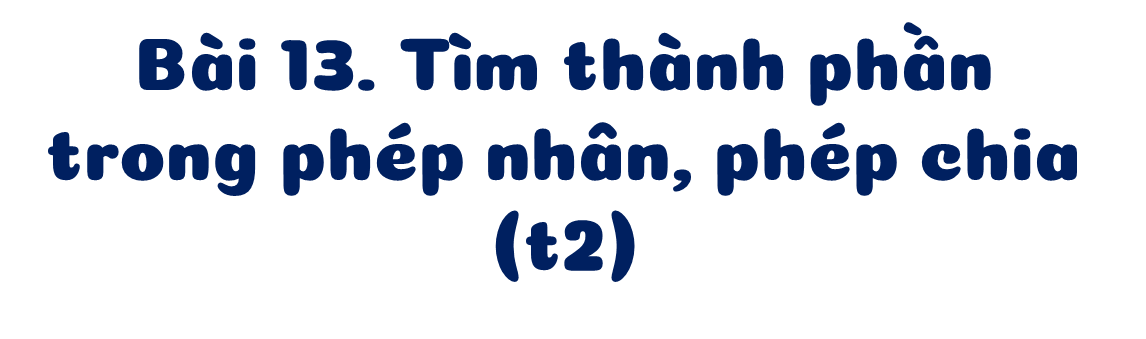 Bài 13. Tìm thành phần
trong phép nhân, phép chia
(t2)